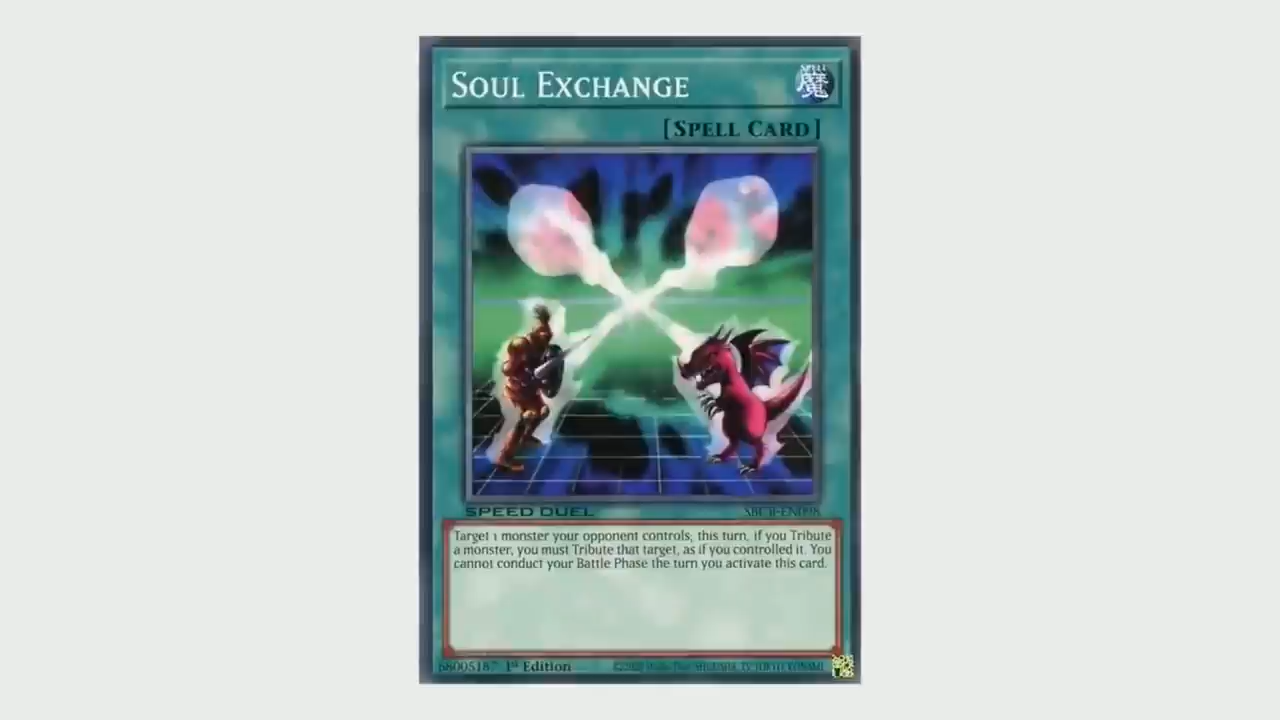 SOUL EXCHANGE
SPELL
魔
[SPELL CARD]
SPEED DUEL
Target 1 monster your opponent controls; this turn, if you Tribute
a monster, you must Tribute that target, as if you controlled it. You
cannot conduct your Battle Phase the turn you activate this card.
68005187 1st Edition